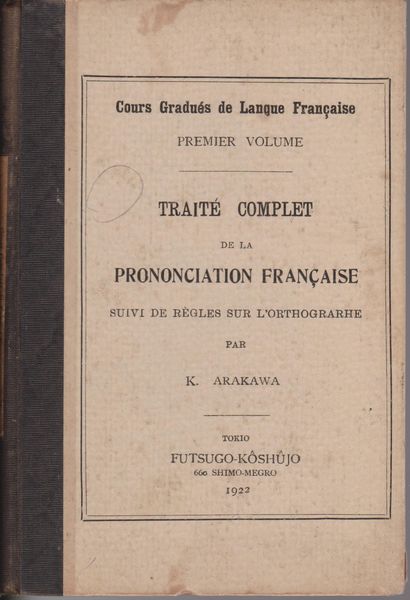 Cours Gradués de Langue Française
PREMIER VOLUME
TRAITÉ COMPLET
DE LA
PRONONCIATION FRANÇAISE
SUIVI DE RÈGLES SUR L'ORTHOGRARHE
PAR
K. ARAKAWA
TOKIO
FUTSUGO-KÔSHÛJO
660 SHIMO-MEGRO
1922